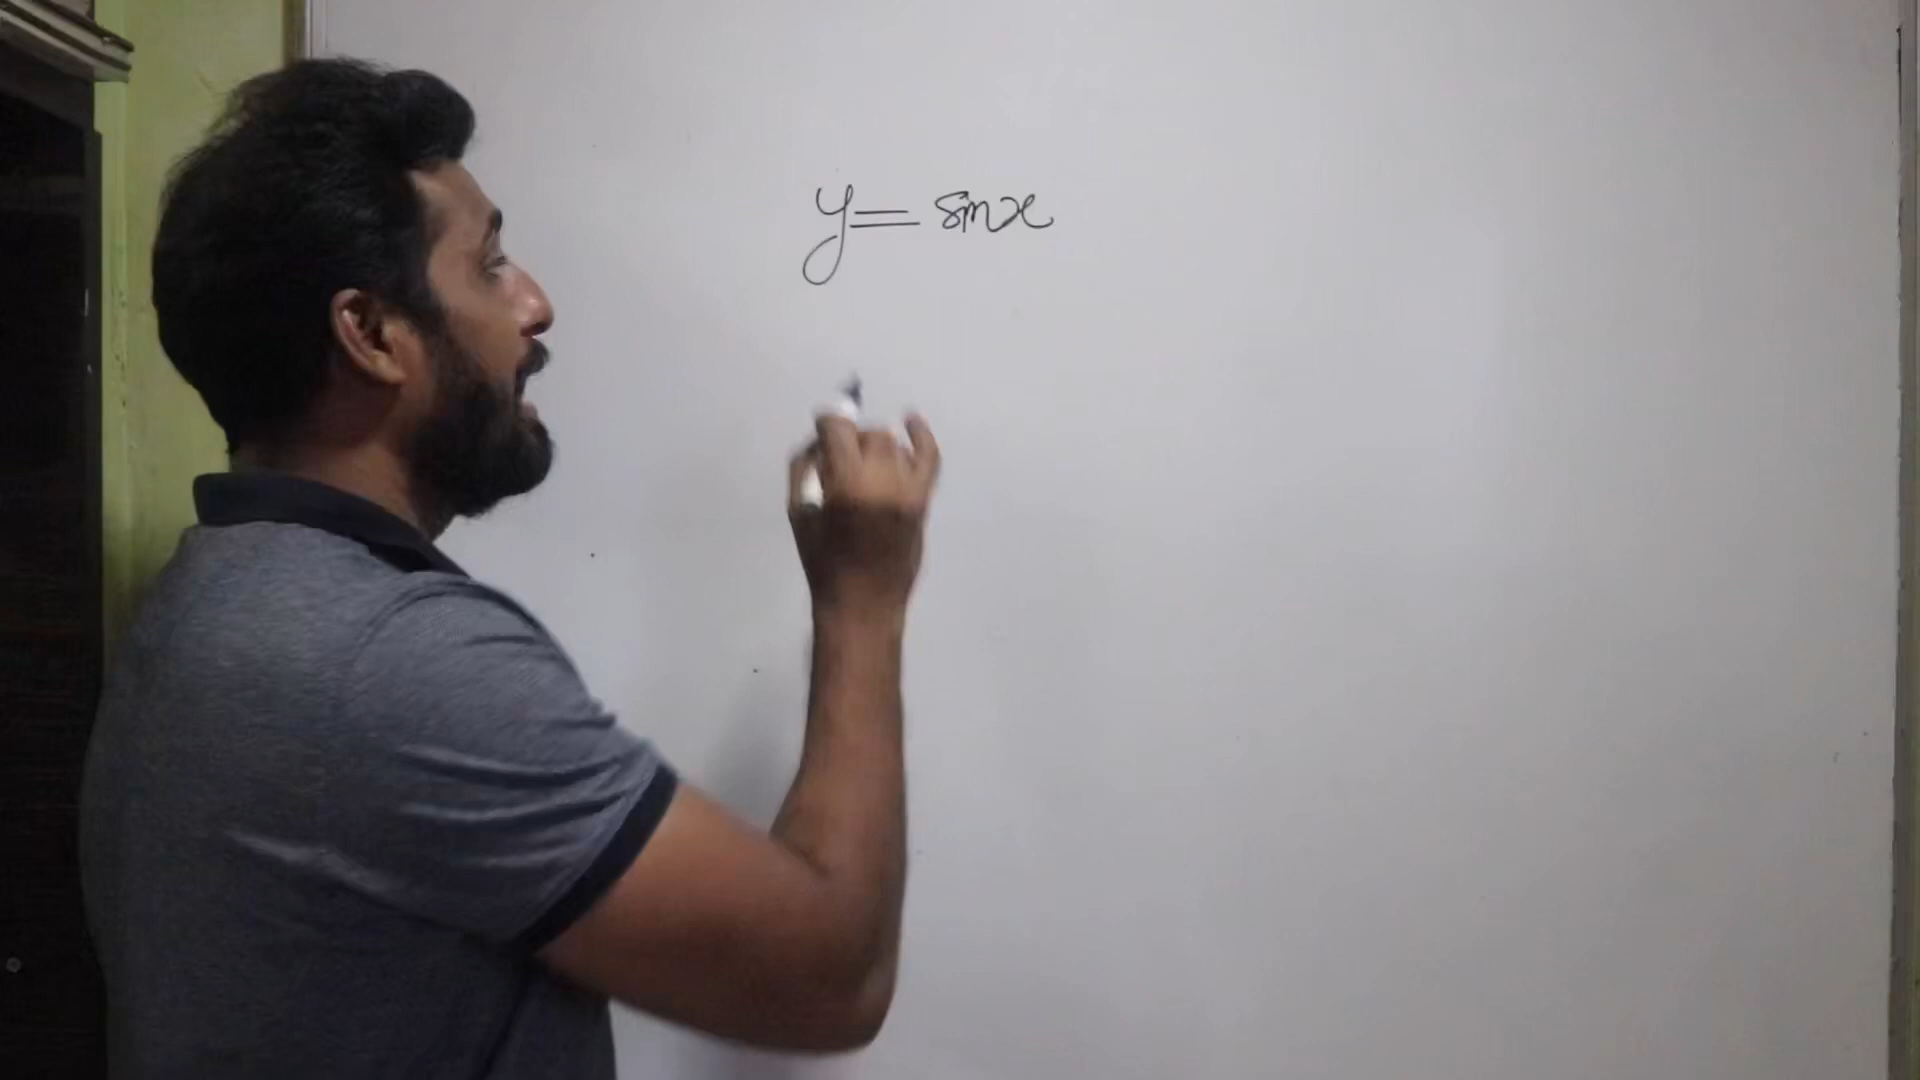 y = sinx